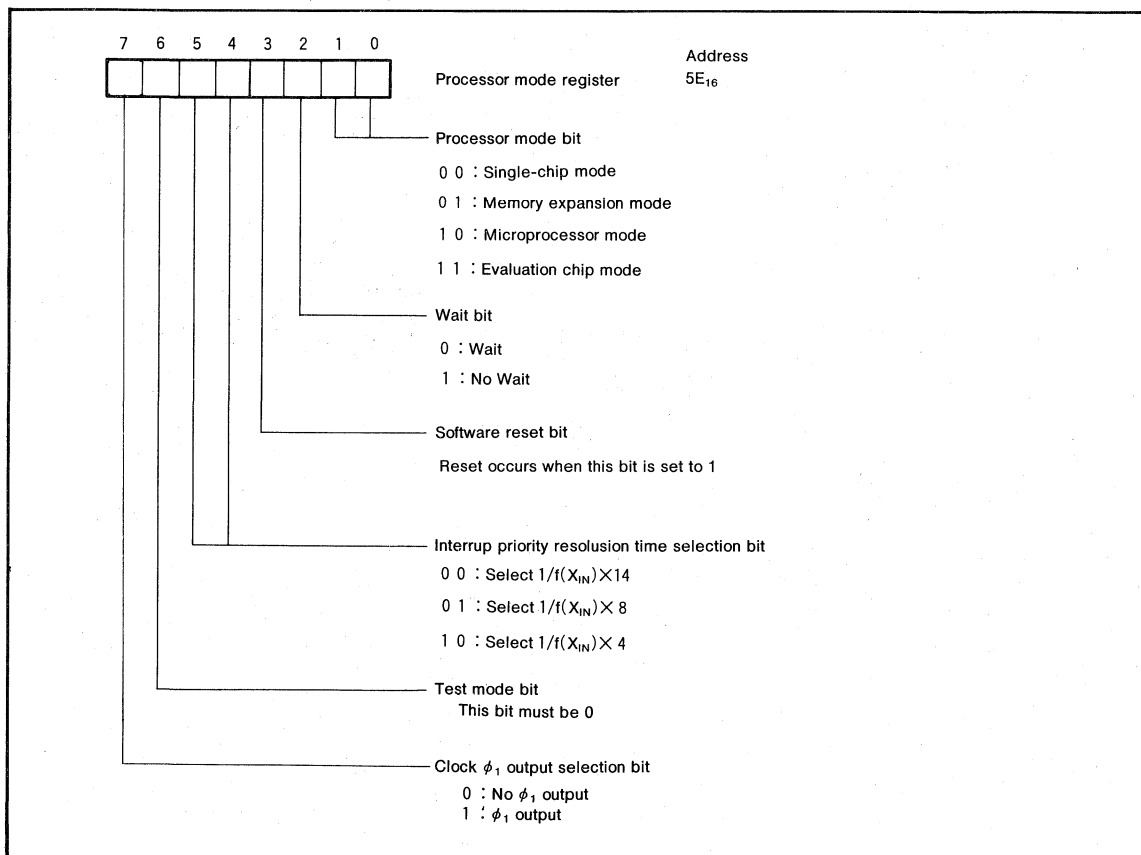 7 6 5 4 3 2 1 0
Address
Processor mode register 5E₁₆
Processor mode bit
0 0 : Single-chip mode
0 1 : Memory expansion mode
1 0 : Microprocessor mode
1 1 : Evaluation chip mode
Wait bit
0 : Wait
1 : No Wait
Software reset bit
Reset occurs when this bit is set to 1
Interrup priority resolusion time selection bit
0 0 : Select 1/f(X_IN)×14
0 1 : Select 1/f(X_IN)× 8
1 0 : Select 1/f(X_IN)× 4
Test mode bit
This bit must be 0
Clock ϕ₁ output selection bit
0 : No ϕ₁ output
1 : ϕ₁ output